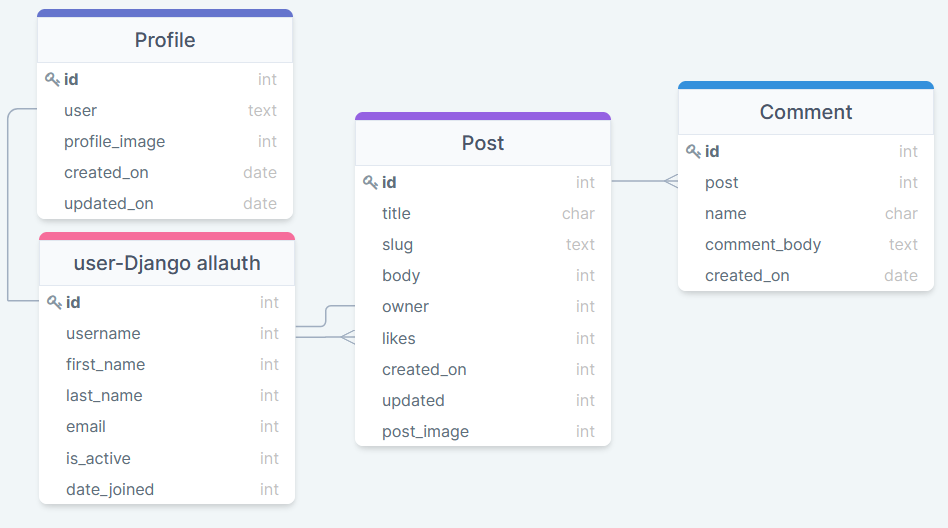 Profile
id int
user text
profile_image int
created_on date
updated_on date
user-Django allauth
id int
username int
first_name int
last_name int
email int
is_active int
date_joined int
Post
id int
title char
slug text
body int
owner int
likes int
created_on int
updated int
post_image int
Comment
id int
post int
name char
comment_body text
created_on date